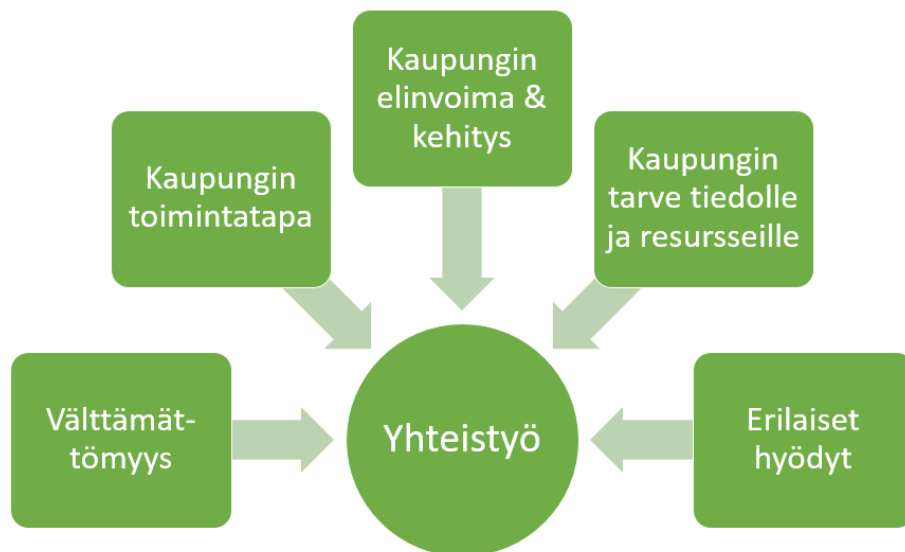 Kaupungin
elinvoima &
kehitys
Kaupungin
toimintatapa
Kaupungin
tarve tiedolle
ja resursseille
Välttämät-
tömyys
Yhteistyö
Erilaiset
hyödyt